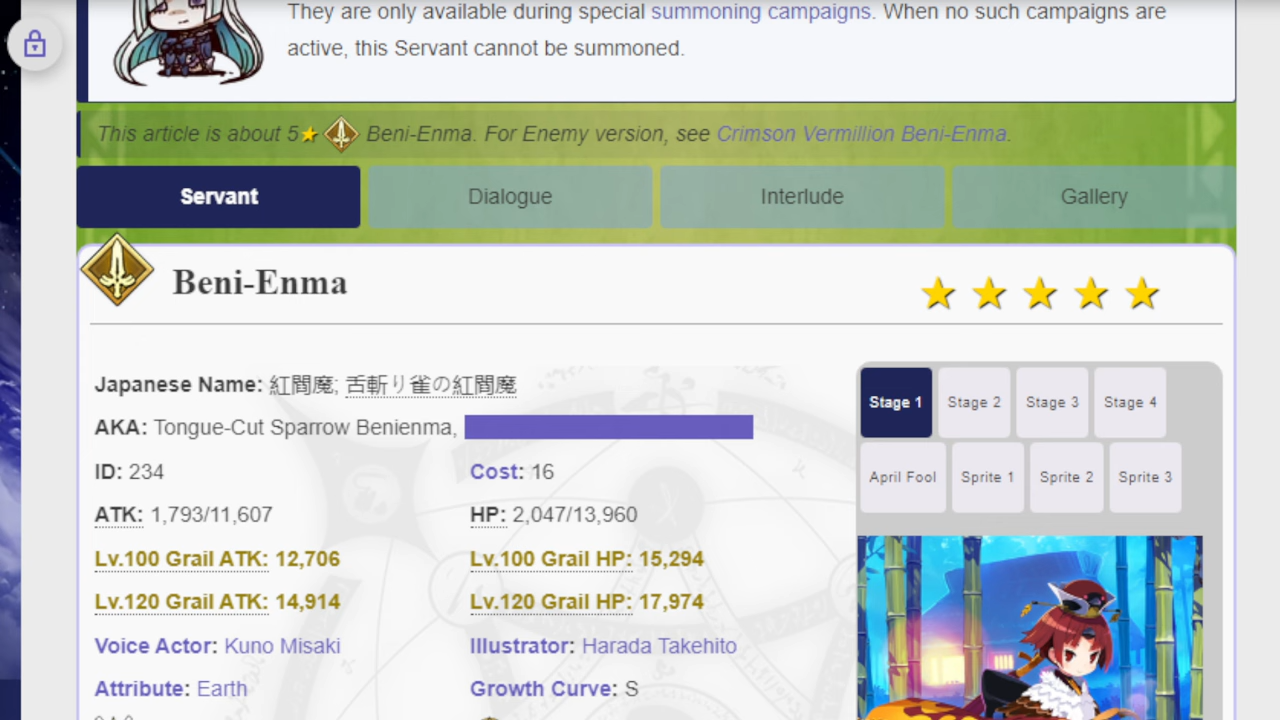 They are only available during special summoning campaigns. When no such campaigns are
active, this Servant cannot be summoned.
This article is about 5 Beni-Enma. For Enemy version, see Crimson Vermillion Beni-Enma.
Servant Dialogue Interlude Gallery
Beni-Enma
Japanese Name: 紅閻魔; 舌斬り雀の紅閻魔
AKA: Tongue-Cut Sparrow Benienma,
ID: 234 Cost: 16
ATK: 1,793/11,607 HP: 2,047/13,960
Lv.100 Grail ATK: 12,706 Lv.100 Grail HP: 15,294
Lv.120 Grail ATK: 14,914 Lv.120 Grail HP: 17,974
Voice Actor: Kuno Misaki Illustrator: Harada Takehito
Attribute: Earth Growth Curve: S
Stage 1 Stage 2 Stage 3 Stage 4
April Fool Sprite 1 Sprite 2 Sprite 3